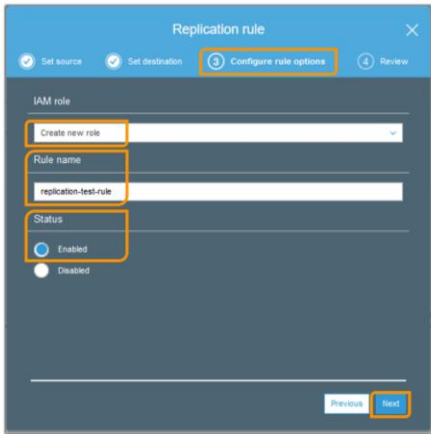 Replication rule
Set source Set destination 3 Configure rule options 4 Review
IAM role
Create new role
Rule name
replication-test-rule
Status
Enabled
Disabled
Previous Next